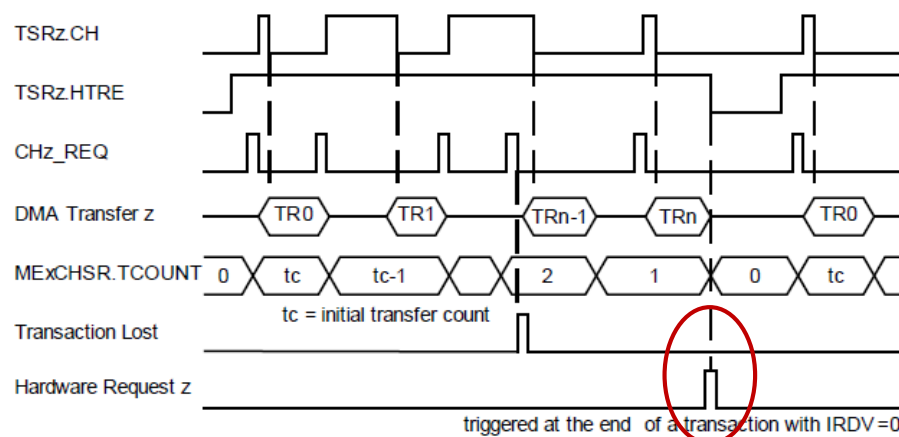 TSRz.CH
TSRz.HTRE
CHz_REQ
DMA Transfer z TR0 TR1 TRn-1 TRn TR0
MExCHSR.TCOUNT 0 tc tc-1 2 1 0 tc
tc = initial transfer count
Transaction Lost
Hardware Request z
triggered at the end of a transaction with IRDV=0